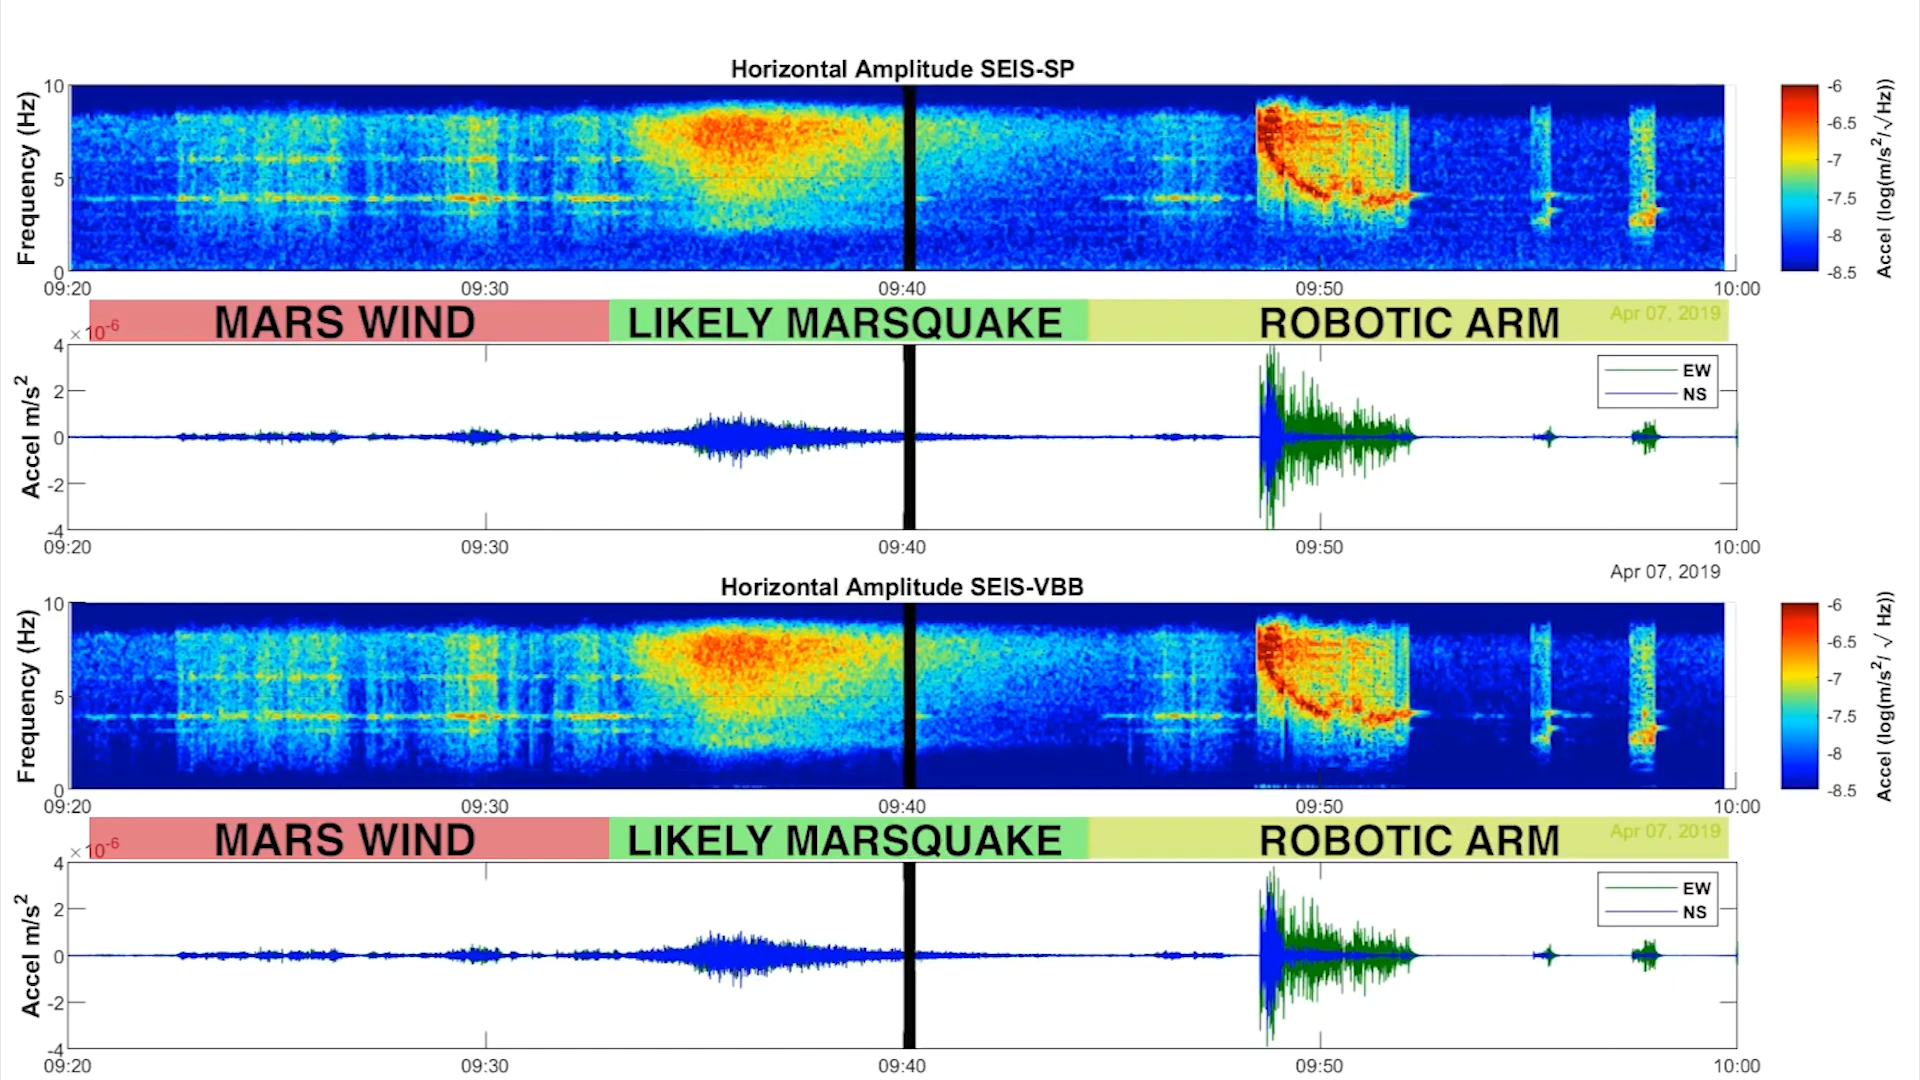 Horizontal Amplitude SEIS-SP
Frequency (Hz)
10
5
0
09:20 09:30 09:40 09:50 10:00
-6
-6.5
-7
-7.5
-8
-8.5
Accel (log(m/s²/√Hz))
MARS WIND LIKELY MARSQUAKE ROBOTIC ARM Apr 07, 2019
× 10⁻⁶
Accel m/s²
4
2
0
-2
-4
EW
NS
09:20 09:30 09:40 09:50 10:00
Apr 07, 2019
Horizontal Amplitude SEIS-VBB
Frequency (Hz)
10
5
0
09:20 09:30 09:40 09:50 10:00
-6
-6.5
-7
-7.5
-8
-8.5
Accel (log(m/s²/ √ Hz))
MARS WIND LIKELY MARSQUAKE ROBOTIC ARM Apr 07, 2019
× 10⁻⁶
Accel m/s²
4
2
0
-2
-4
EW
NS
09:20 09:30 09:40 09:50 10:00